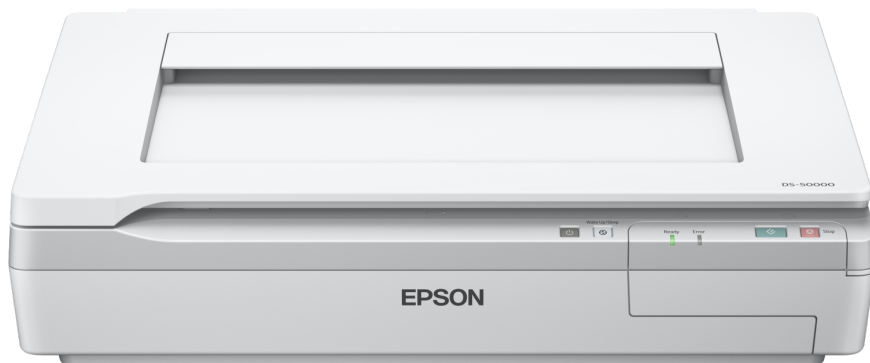 DS-50000
Wake Up/Sleep
Ready Error
Stop
EPSON